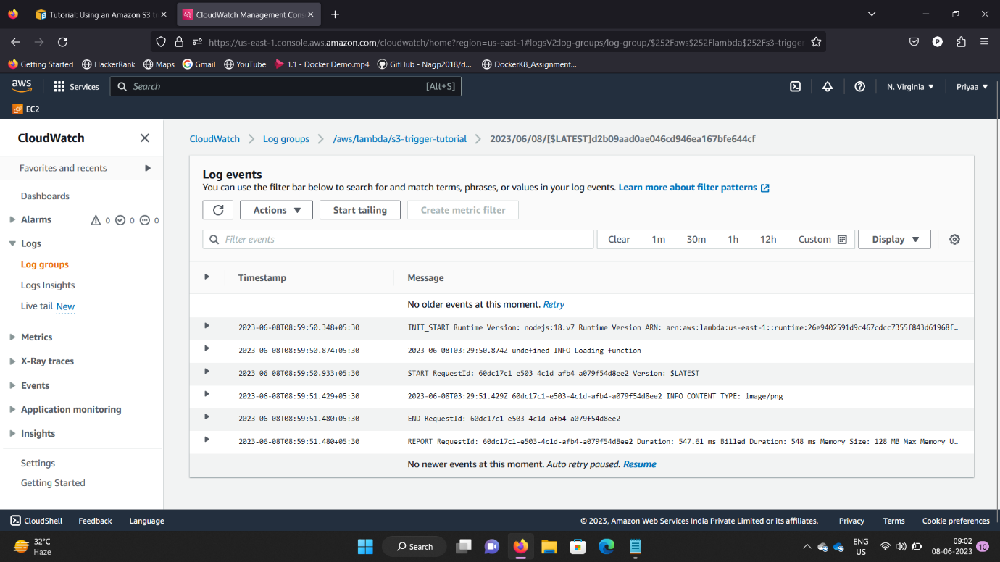 Tutorial: Using an Amazon S3 tr
CloudWatch Management Cons
https://us-east-1.console.aws.amazon.com/cloudwatch/home?region=us-east-1#logsV2:log-groups/log-group/$252Faws$252Flambda$252Fs3-trigger
P
Getting Started HackerRank Maps Gmail YouTube 1.1 - Docker Demo.mp4 GitHub - Nagp2018/d... DockerK8_Assignment...
aws Services Search [Alt+S] N. Virginia Priyaa
EC2
CloudWatch
Favorites and recents
Dashboards
Alarms 0 0 0
Logs
Log groups
Logs Insights
Live tail New
Metrics
X-Ray traces
Events
Application monitoring
Insights
Settings
Getting Started
CloudWatch Log groups /aws/lambda/s3-trigger-tutorial 2023/06/08/[$LATEST]d2b09aad0ae046cd946ea167bfe644cf
Log events
You can use the filter bar below to search for and match terms, phrases, or values in your log events. Learn more about filter patterns
Actions Start tailing Create metric filter
Filter events Clear 1m 30m 1h 12h Custom Display
Timestamp Message
No older events at this moment. Retry
2023-06-08T08:59:50.348+05:30 INIT_START Runtime Version: nodejs:18.v7 Runtime Version ARN: arn:aws:lambda:us-east-1::runtime:26e9402591d9c467cdcc7355f843d61968f…
2023-06-08T08:59:50.874+05:30 2023-06-08T03:29:50.874Z undefined INFO Loading function
2023-06-08T08:59:50.933+05:30 START RequestId: 60dc17c1-e503-4c1d-afb4-a079f54d8ee2 Version: $LATEST
2023-06-08T08:59:51.429+05:30 2023-06-08T03:29:51.429Z 60dc17c1-e503-4c1d-afb4-a079f54d8ee2 INFO CONTENT TYPE: image/png
2023-06-08T08:59:51.480+05:30 END RequestId: 60dc17c1-e503-4c1d-afb4-a079f54d8ee2
2023-06-08T08:59:51.480+05:30 REPORT RequestId: 60dc17c1-e503-4c1d-afb4-a079f54d8ee2 Duration: 547.61 ms Billed Duration: 548 ms Memory Size: 128 MB Max Memory U…
No newer events at this moment. Auto retry paused. Resume
CloudShell Feedback Language © 2023, Amazon Web Services India Private Limited or its affiliates. Privacy Terms Cookie preferences
32°C
Haze
Search
ENG
US
09:02
08-06-2023
10